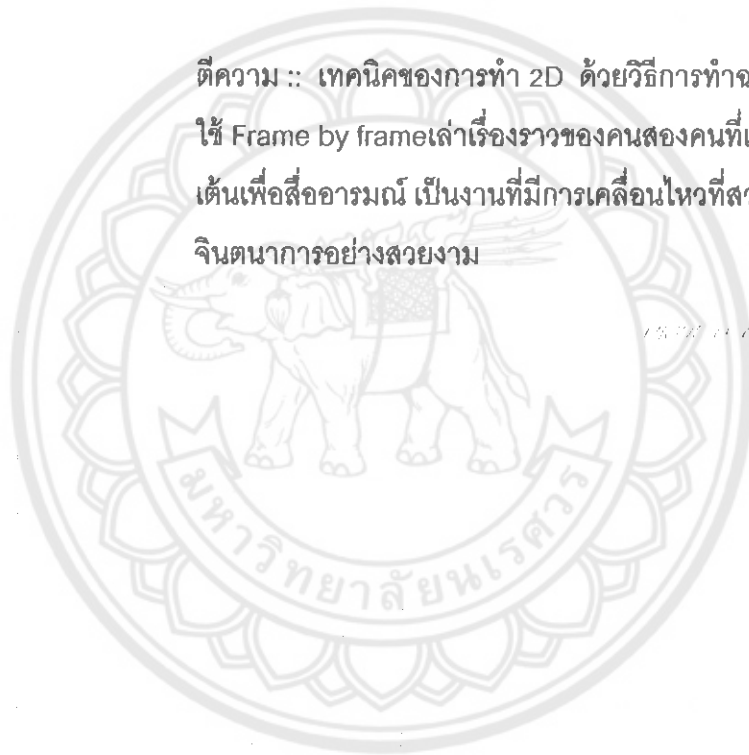 ตีความ :: เทคนิคของการทำ 2D ด้วยวิธีการทำ
ใช้ Frame by frameเล่าเรื่องราวของคนสองคนที่
เต้นเพื่อสื่ออารมณ์ เป็นงานที่มีการเคลื่อนไหวที่
จินตนาการอย่างสวยงาม
มหาวิทยาลัยนเรศวร